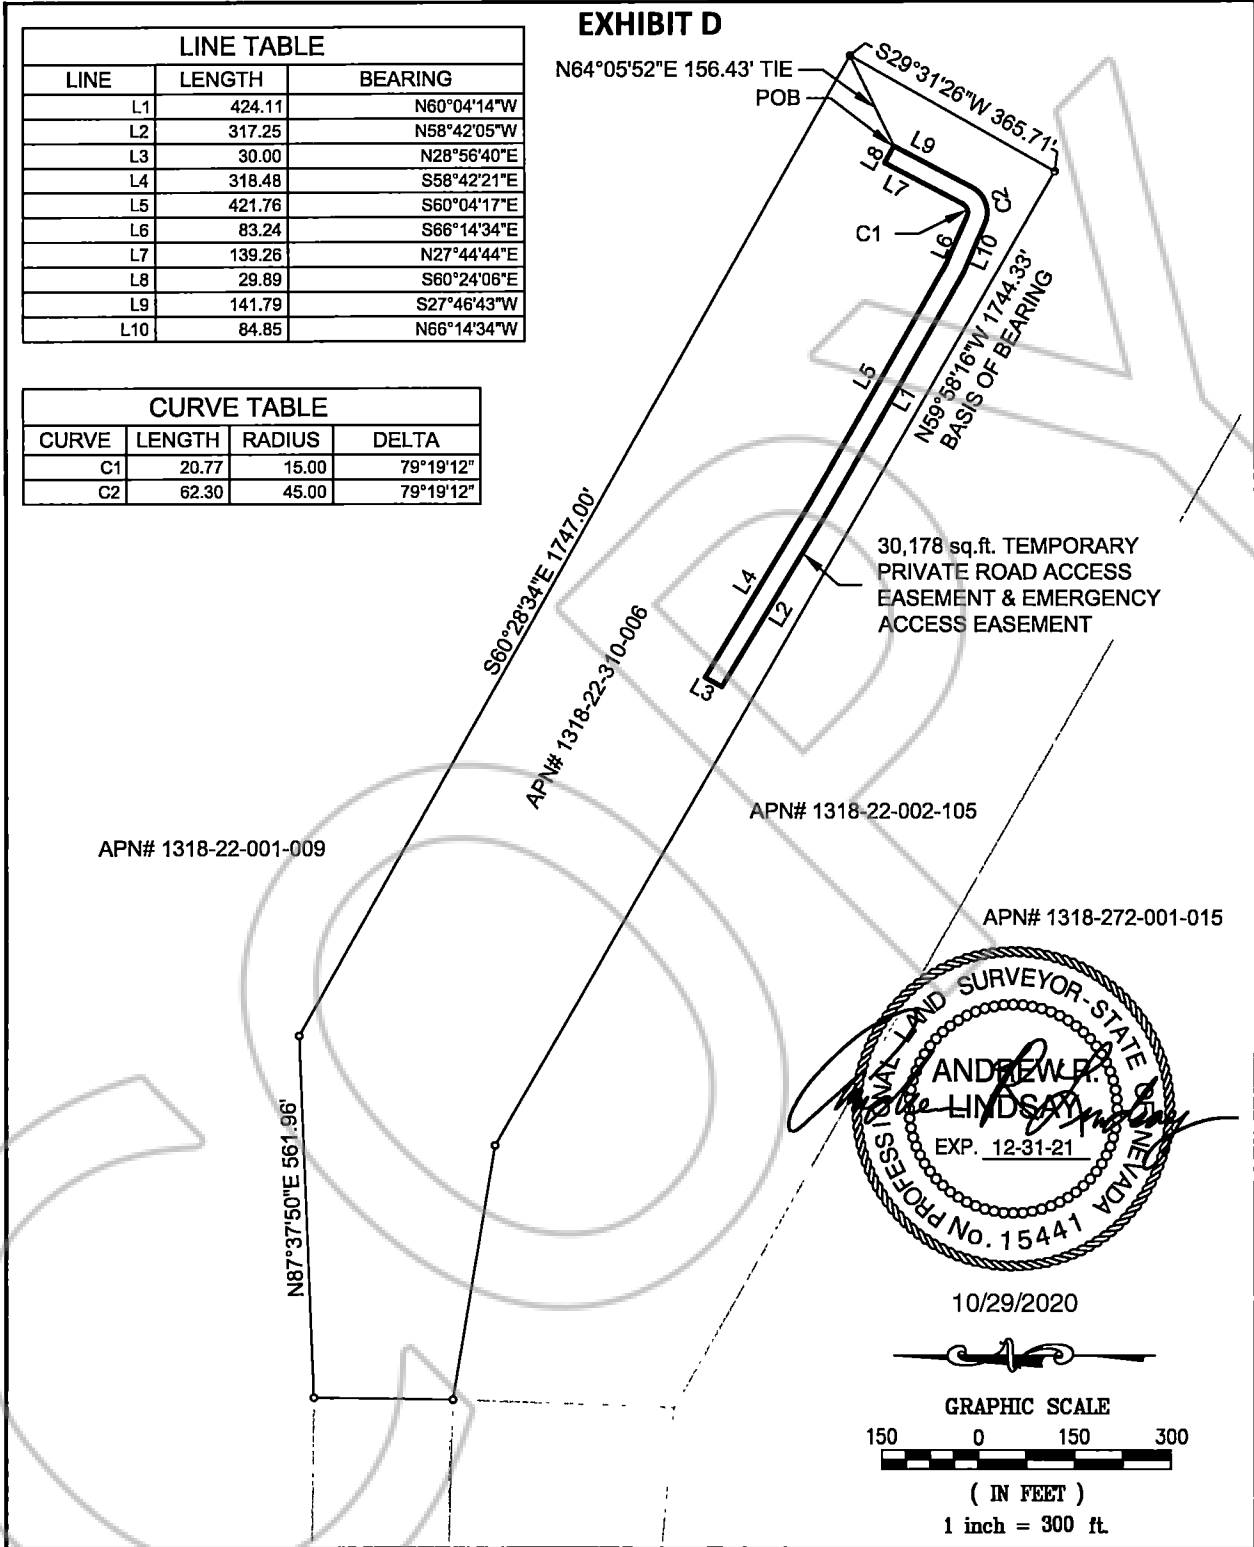 EXHIBIT D
LINE TABLE
LINE LENGTH BEARING
L1 424.11 N60°04'14"W
L2 317.25 N58°42'05"W
L3 30.00 N28°56'40"E
L4 318.48 S58°42'21"E
L5 421.76 S60°04'17"E
L6 83.24 S66°14'34"E
L7 139.26 N27°44'44"E
L8 29.89 S60°24'06"E
L9 141.79 S27°46'43"W
L10 84.85 N66°14'34"W
CURVE TABLE
CURVE LENGTH RADIUS DELTA
C1 20.77 15.00 79°19'12"
C2 62.30 45.00 79°19'12"
N64°05'52"E 156.43' TIE
POB
S29°31'26"W 365.71'
L9
L8
L7
C2
C1
L6
L10
N59°58'16"W 1744.33'
BASIS OF BEARING
L5
L1
S60°28'34"E 1747.00'
30,178 sq.ft. TEMPORARY
PRIVATE ROAD ACCESS
EASEMENT & EMERGENCY
ACCESS EASEMENT
L4
L2
L3
APN# 1318-22-310-006
APN# 1318-22-002-105
APN# 1318-22-001-009
APN# 1318-272-001-015
N87°37'50"E 561.96'
PROFESSIONAL LAND SURVEYOR-STATE OF NEVADA
ANDREW R.
LINDSAY
EXP. 12-31-21
No. 15441
Andrew R Lindsay
10/29/2020
GRAPHIC SCALE
150 0 150 300
( IN FEET )
1 inch = 300 ft.
COPY